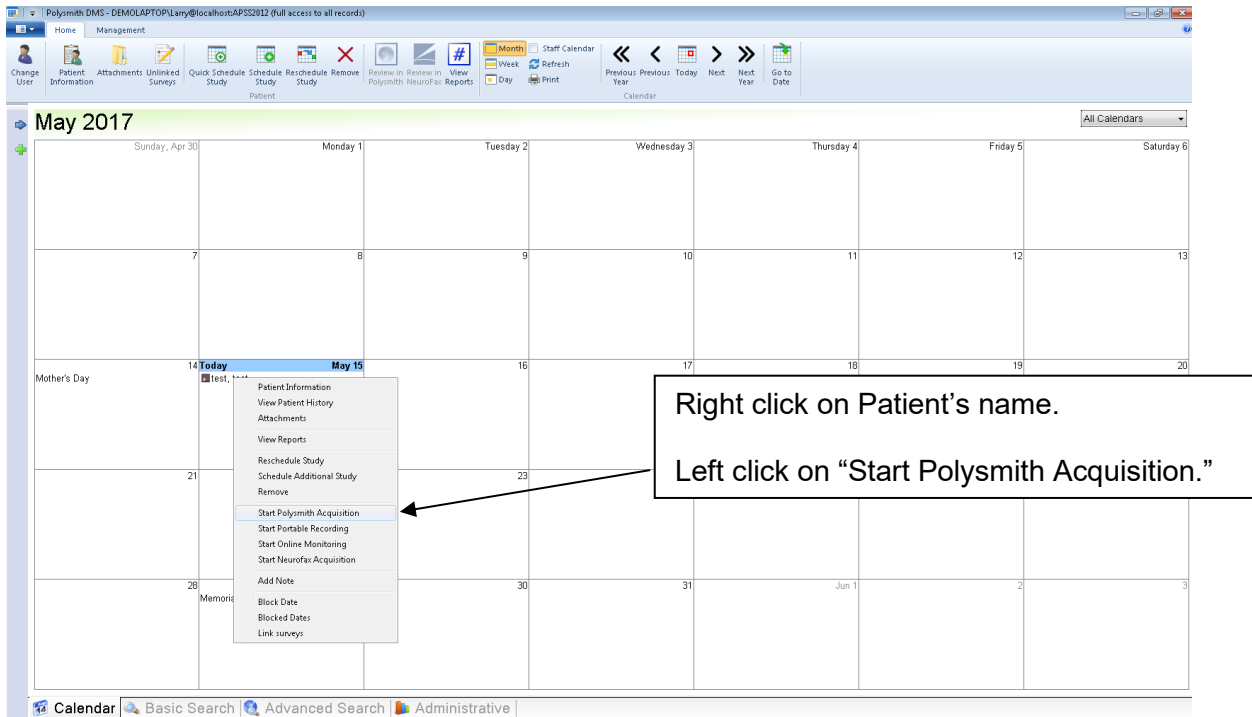 Polysmith DMS - DEMOLAPTOP\Larry@localhost:APSS2012 (full access to all records)
Home Management
Change User
Patient Information
Attachments
Unlinked Surveys
Quick Schedule Study
Schedule Study
Reschedule Study
Remove
Review in Polysmith
Review in NeuroFax
# View Reports
Month
Week
Day
Staff Calendar
Refresh
Print
Previous Year
Previous
Today
Next
Next Year
Go to Date
Patient
Calendar
May 2017
All Calendars
Sunday, Apr 30 Monday 1 Tuesday 2 Wednesday 3 Thursday 4 Friday 5 Saturday 6
7 8 9 10 11 12 13
14 Today May 15 16 17 18 19 20
Mother's Day
test,
Patient Information
View Patient History
Attachments
View Reports
Reschedule Study
Schedule Additional Study
Remove
Start Polysmith Acquisition
Start Portable Recording
Start Online Monitoring
Start Neurofax Acquisition
Add Note
Block Date
Blocked Dates
Link surveys
Right click on Patient’s name.
Left click on “Start Polysmith Acquisition.”
21 23
28 30 31 Jun 1 2 3
Memoria
Calendar Basic Search Advanced Search Administrative